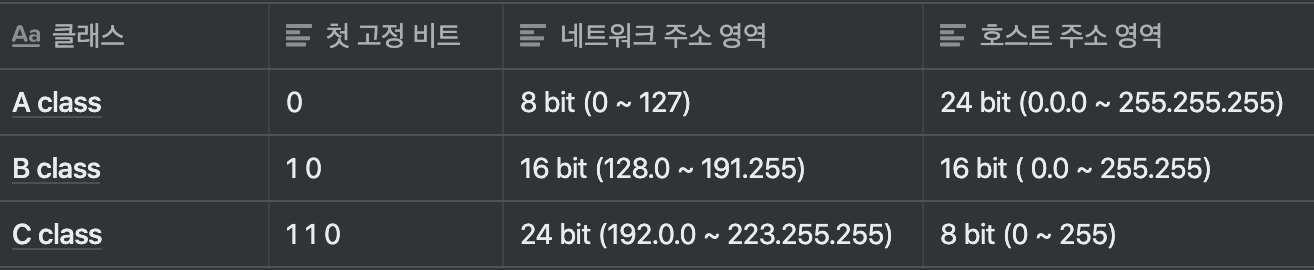 Aa 클래스 첫 고정 비트 네트워크 주소 영역 호스트 주소 영역
A class 0 8 bit (0 ~ 127) 24 bit (0.0.0 ~ 255.255.255)
B class 1 0 16 bit (128.0 ~ 191.255) 16 bit ( 0.0 ~ 255.255)
C class 1 1 0 24 bit (192.0.0 ~ 223.255.255) 8 bit (0 ~ 255)